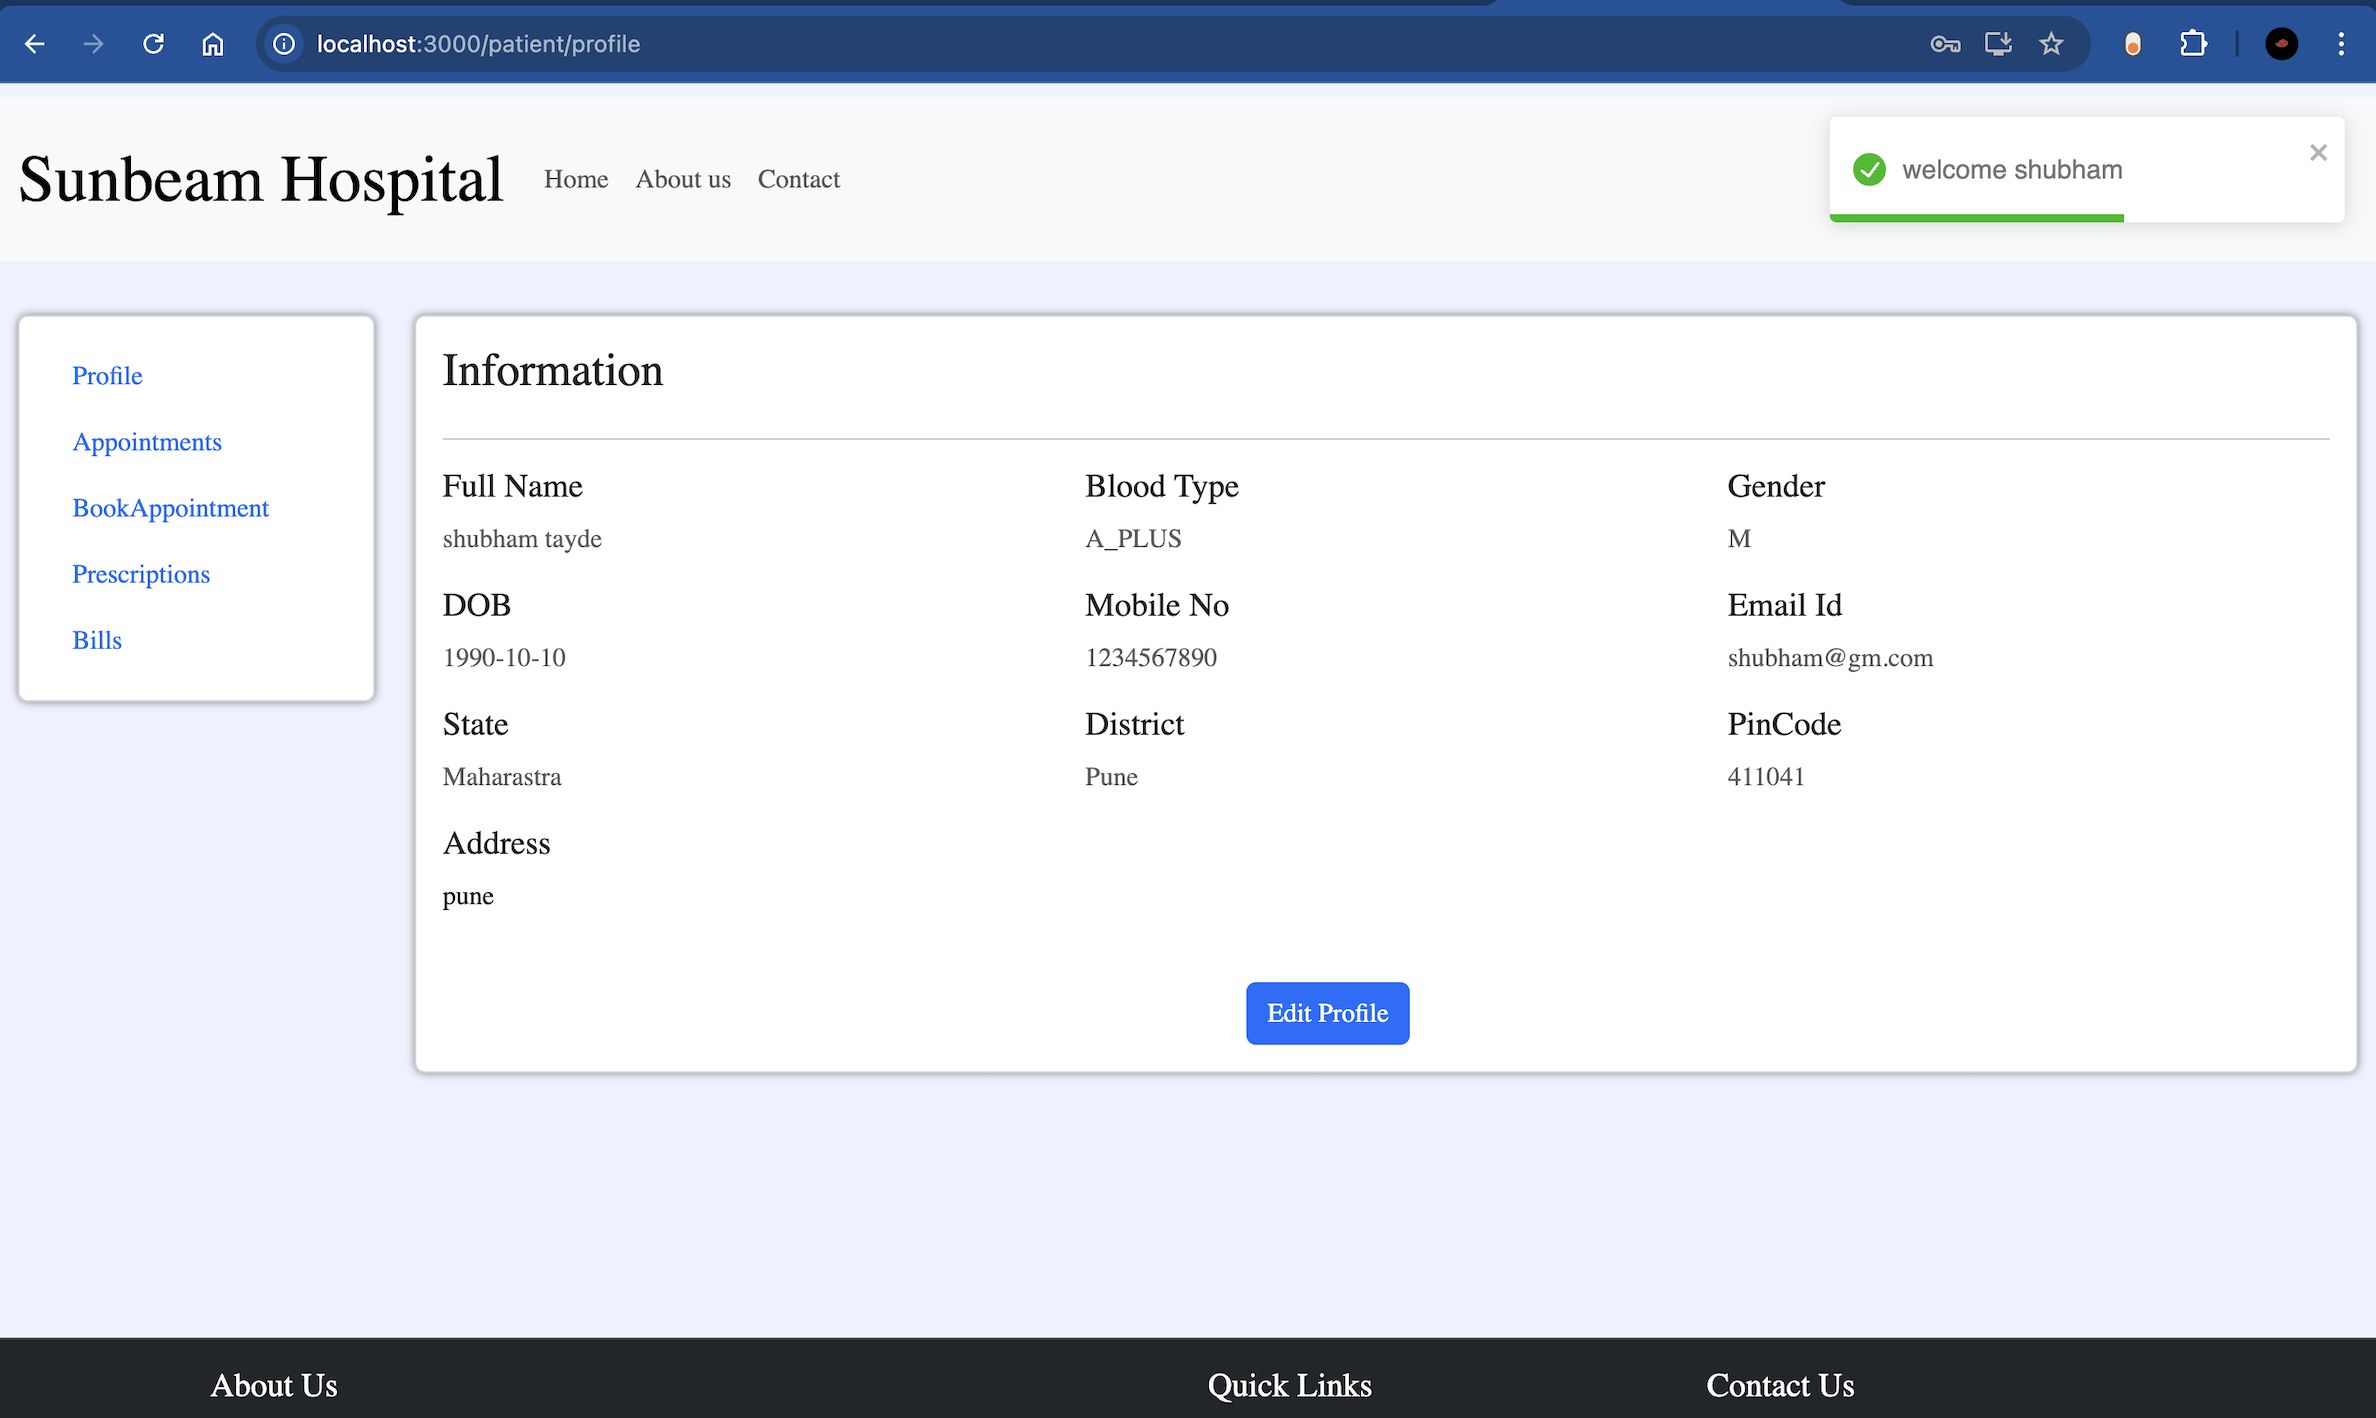 localhost:3000/patient/profile
Sunbeam Hospital
Home About us Contact
welcome shubham
Profile
Appointments
BookAppointment
Prescriptions
Bills
Information
Full Name Blood Type Gender
shubham tayde A_PLUS M
DOB Mobile No Email Id
1990-10-10 1234567890 shubham@gm.com
State District PinCode
Maharastra Pune 411041
Address
pune
Edit Profile
About Us Quick Links Contact Us